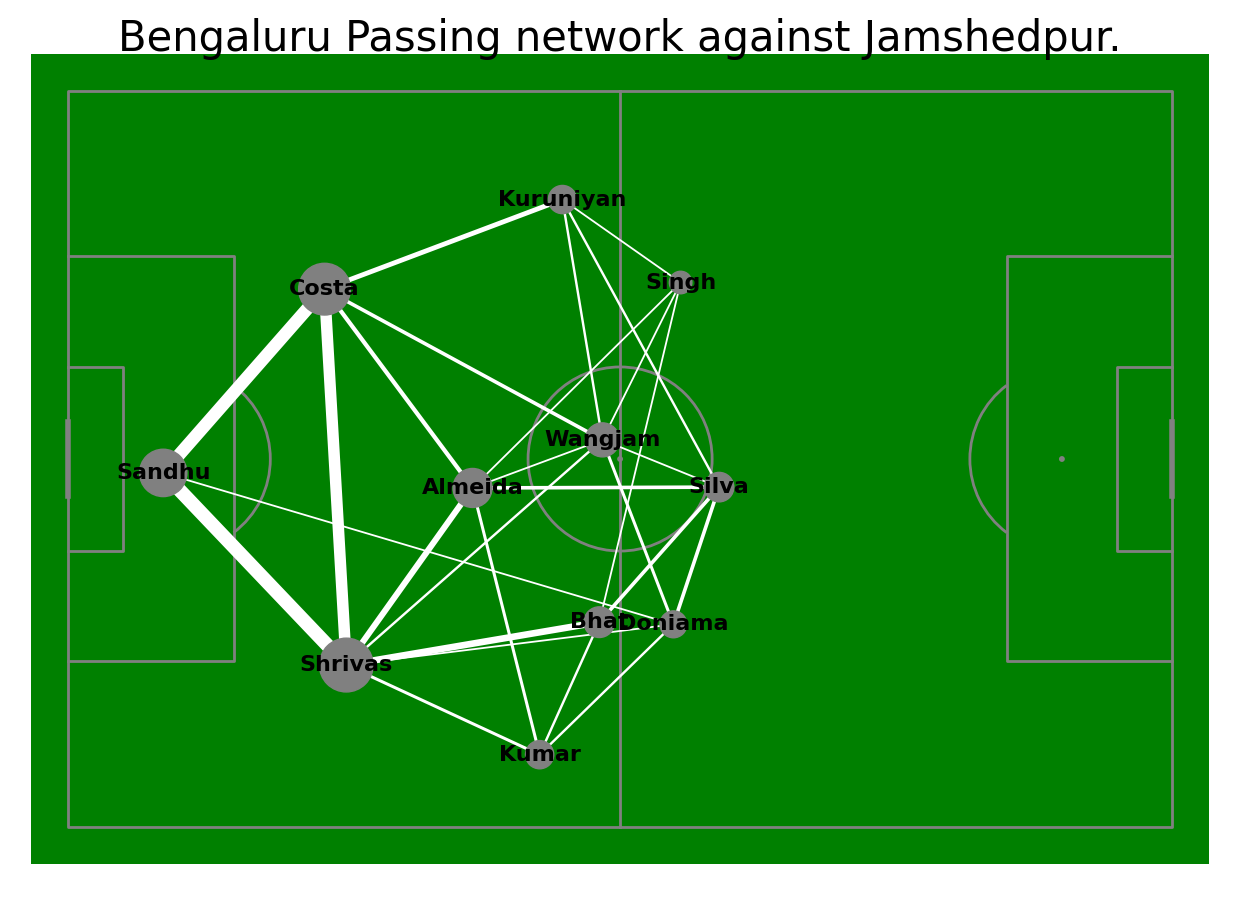 Bengaluru Passing network against Jamshedpur.
Kuruniyan
Singh
Costa
Wangjam
Sandhu
Almeida
Silva
Bhat
Doniama
Shrivas
Kumar